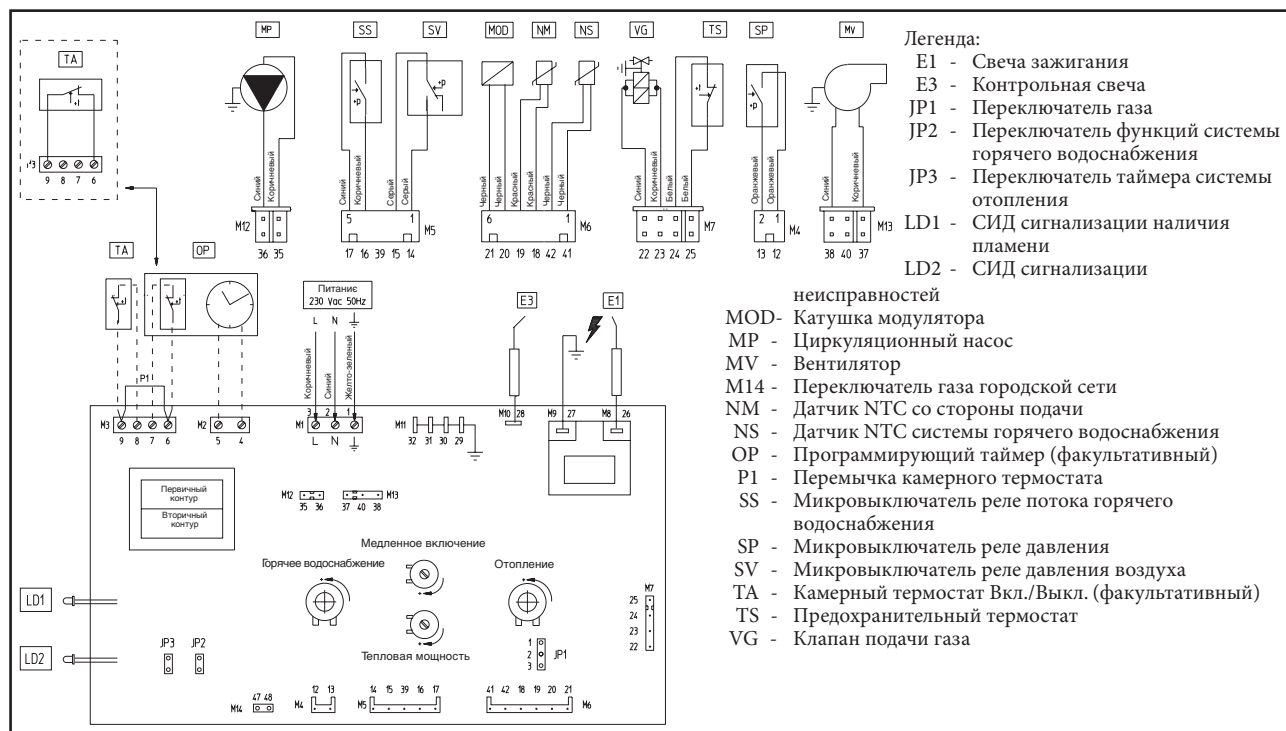 TA
9 8 7 6
MP SS SV MOD NM NS VG TS SP MV
+p
+p
+t
+p
Синий
Коричневый
Синий
Коричневый
Серый
Серый
Черный
Черный
Красный
Красный
Черный
Черный
Синий
Коричневый
Белый
Белый
Оранжевый
Оранжевый
Синий
Коричневый
M12
5 1
M5
6 1
M6
M7
2 1
M4
M13
36 35
17 16 39 15 14
21 20 19 18 42 41
22 23 24 25
13 12
38 40 37
TA OP
Питание
230 Vac 50Hz
L N
E3
E1
P1
Коричневый
Синий
Желто-зеленый
3 2 1
M3
9 8 7 6
M2
5 4
M1
L N
M11
32 31 30 29
M10 28
M9 27
M8 26
Первичный
контур
Вторичный
контур
M12
35 36
M13
37 40 38
Медленное включение
Горячее водоснабжение
Отопление
Тепловая мощность
M7
25
24
23
22
1
2
3
JP1
LD1
LD2
JP3 JP2
47 48
M14
12 13
M4
14 15 39 16 17
M5
41 42 18 19 20 21
M6
Легенда:
E1 - Свеча зажигания
E3 - Контрольная свеча
JP1 - Переключатель газа
JP2 - Переключатель функций системы
горячего водоснабжения
JP3 - Переключатель таймера системы
отопления
LD1 - СИД сигнализации наличия
пламени
LD2 - СИД сигнализации
неисправностей
MOD- Катушка модулятора
MP - Циркуляционный насос
MV - Вентилятор
M14 - Переключатель газа городской сети
NM - Датчик NTC со стороны подачи
NS - Датчик NTC системы горячего водоснабжения
OP - Программирующий таймер (факультативный)
P1 - Перемычка камерного термостата
SS - Микровыключатель реле потока горячего
водоснабжения
SP - Микровыключатель реле давления
SV - Микровыключатель реле давления воздуха
TA - Камерный термостат Вкл./Выкл. (факультативный)
TS - Предохранительный термостат
VG - Клапан подачи газа